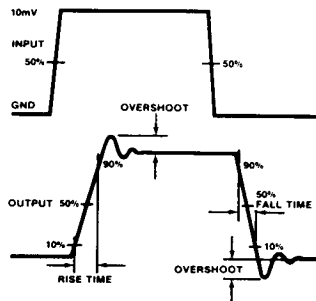 10mV
INPUT
50%
50%
GND
OVERSHOOT
90%
90%
OUTPUT
50%
50%
FALL TIME
10%
10%
RISE TIME
OVERSHOOT